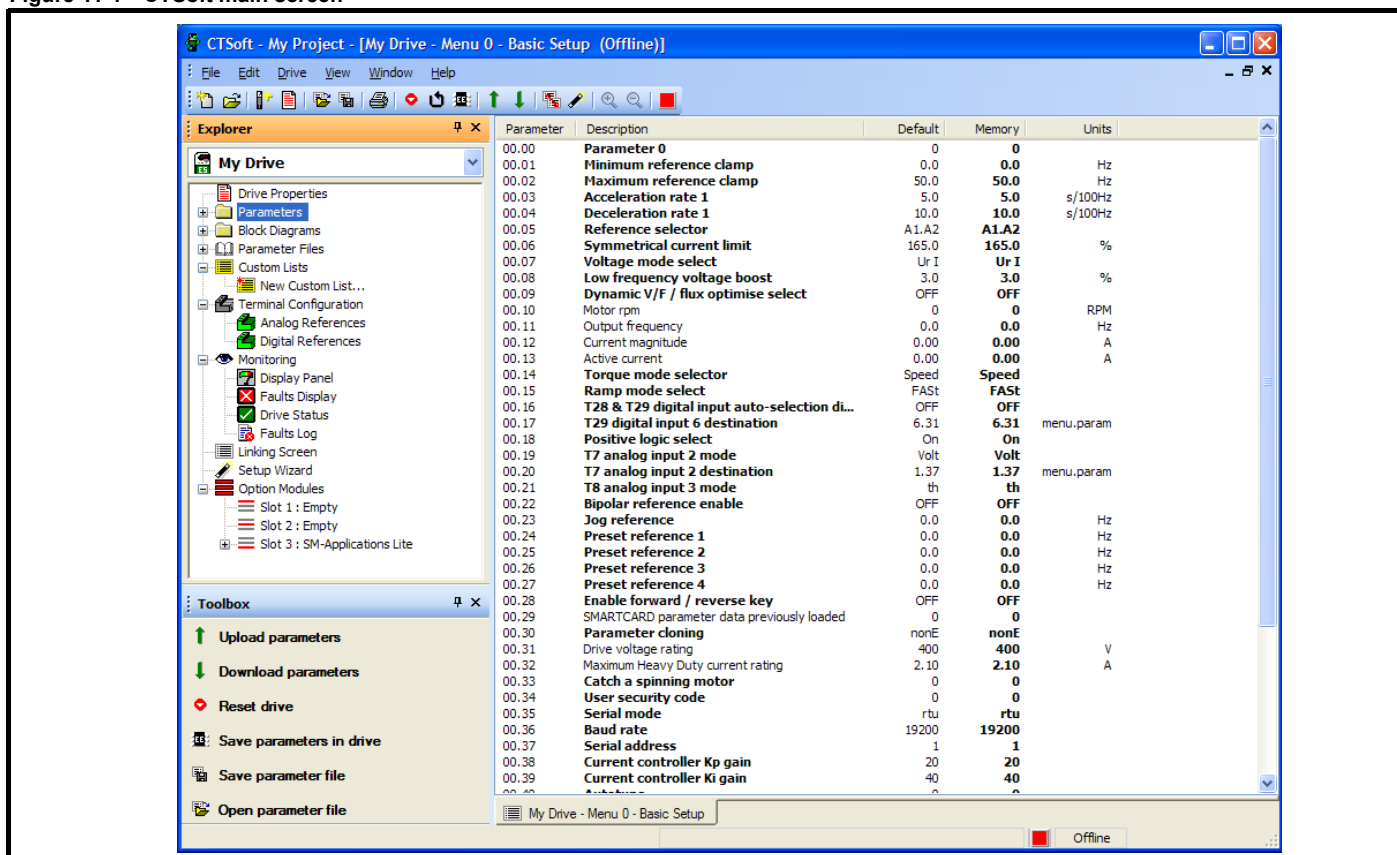 Figure 11-1 CTSoft main screen
CTSoft - My Project - [My Drive - Menu 0 - Basic Setup (Offline)]
File Edit Drive View Window Help
Explorer
My Drive
ES
Drive Properties
Parameters
Block Diagrams
Parameter Files
Custom Lists
New Custom List...
Terminal Configuration
Analog References
Digital References
Monitoring
Display Panel
Faults Display
Drive Status
Faults Log
Linking Screen
Setup Wizard
Option Modules
Slot 1 : Empty
Slot 2 : Empty
Slot 3 : SM-Applications Lite
Toolbox
Upload parameters
Download parameters
Reset drive
Save parameters in drive
Save parameter file
Open parameter file
Parameter Description Default Memory Units
00.00 Parameter 0 0 0
00.01 Minimum reference clamp 0.0 0.0 Hz
00.02 Maximum reference clamp 50.0 50.0 Hz
00.03 Acceleration rate 1 5.0 5.0 s/100Hz
00.04 Deceleration rate 1 10.0 10.0 s/100Hz
00.05 Reference selector A1.A2 A1.A2
00.06 Symmetrical current limit 165.0 165.0 %
00.07 Voltage mode select Ur I Ur I
00.08 Low frequency voltage boost 3.0 3.0 %
00.09 Dynamic V/F / flux optimise select OFF OFF
00.10 Motor rpm 0 0 RPM
00.11 Output frequency 0.0 0.0 Hz
00.12 Current magnitude 0.00 0.00 A
00.13 Active current 0.00 0.00 A
00.14 Torque mode selector Speed Speed
00.15 Ramp mode select FASt FASt
00.16 T28 & T29 digital input auto-selection di... OFF OFF
00.17 T29 digital input 6 destination 6.31 6.31 menu.param
00.18 Positive logic select On On
00.19 T7 analog input 2 mode Volt Volt
00.20 T7 analog input 2 destination 1.37 1.37 menu.param
00.21 T8 analog input 3 mode th th
00.22 Bipolar reference enable OFF OFF
00.23 Jog reference 0.0 0.0 Hz
00.24 Preset reference 1 0.0 0.0 Hz
00.25 Preset reference 2 0.0 0.0 Hz
00.26 Preset reference 3 0.0 0.0 Hz
00.27 Preset reference 4 0.0 0.0 Hz
00.28 Enable forward / reverse key OFF OFF
00.29 SMARTCARD parameter data previously loaded 0 0
00.30 Parameter cloning nonE nonE
00.31 Drive voltage rating 400 400 V
00.32 Maximum Heavy Duty current rating 2.10 2.10 A
00.33 Catch a spinning motor 0 0
00.34 User security code 0 0
00.35 Serial mode rtu rtu
00.36 Baud rate 19200 19200
00.37 Serial address 1 1
00.38 Current controller Kp gain 20 20
00.39 Current controller Ki gain 40 40
00.40 Autotune 0 0
My Drive - Menu 0 - Basic Setup
Offline